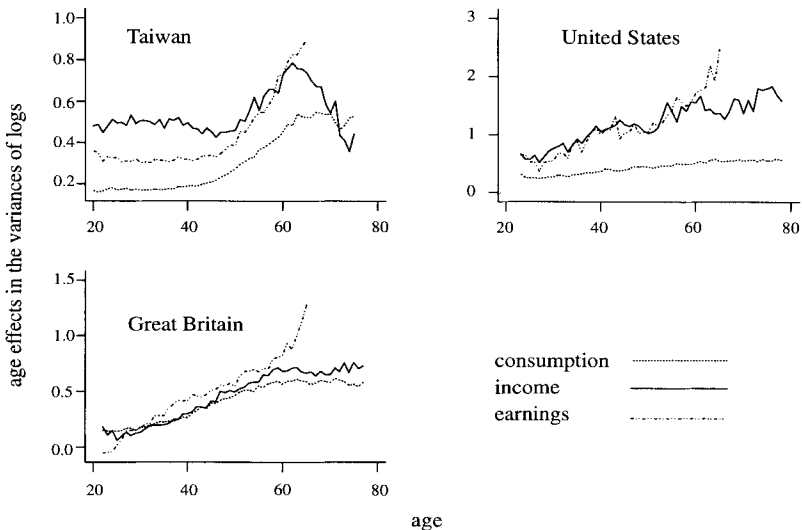 age effects in the variances of logs
Taiwan
1.0
0.8
0.6
0.4
0.2
20 40 60 80
United States
3
2
1
0
20 40 60 80
Great Britain
1.5
1.0
0.5
0.0
20 40 60 80
consumption
income
earnings
age